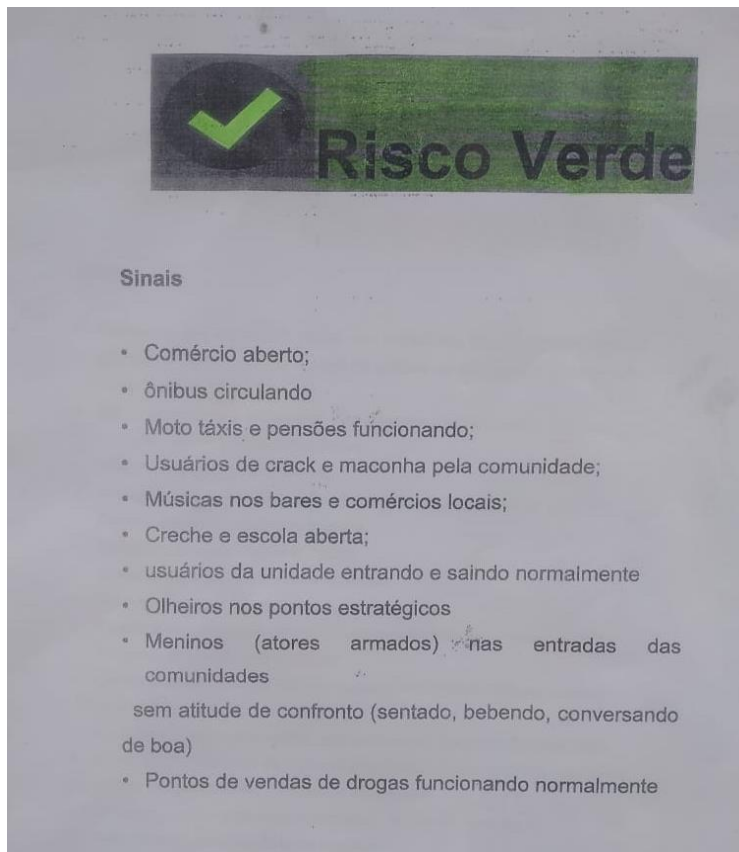 Risco Verde
Sinais
• Comércio aberto;
• ônibus circulando
• Moto táxis e pensões funcionando;
• Usuários de crack e maconha pela comunidade;
• Músicas nos bares e comércios locais;
• Creche e escola aberta;
• usuários da unidade entrando e saindo normalmente
• Olheiros nos pontos estratégicos
• Meninos (atores armados) nas entradas das
comunidades
sem atitude de confronto (sentado, bebendo, conversando
de boa)
• Pontos de vendas de drogas funcionando normalmente